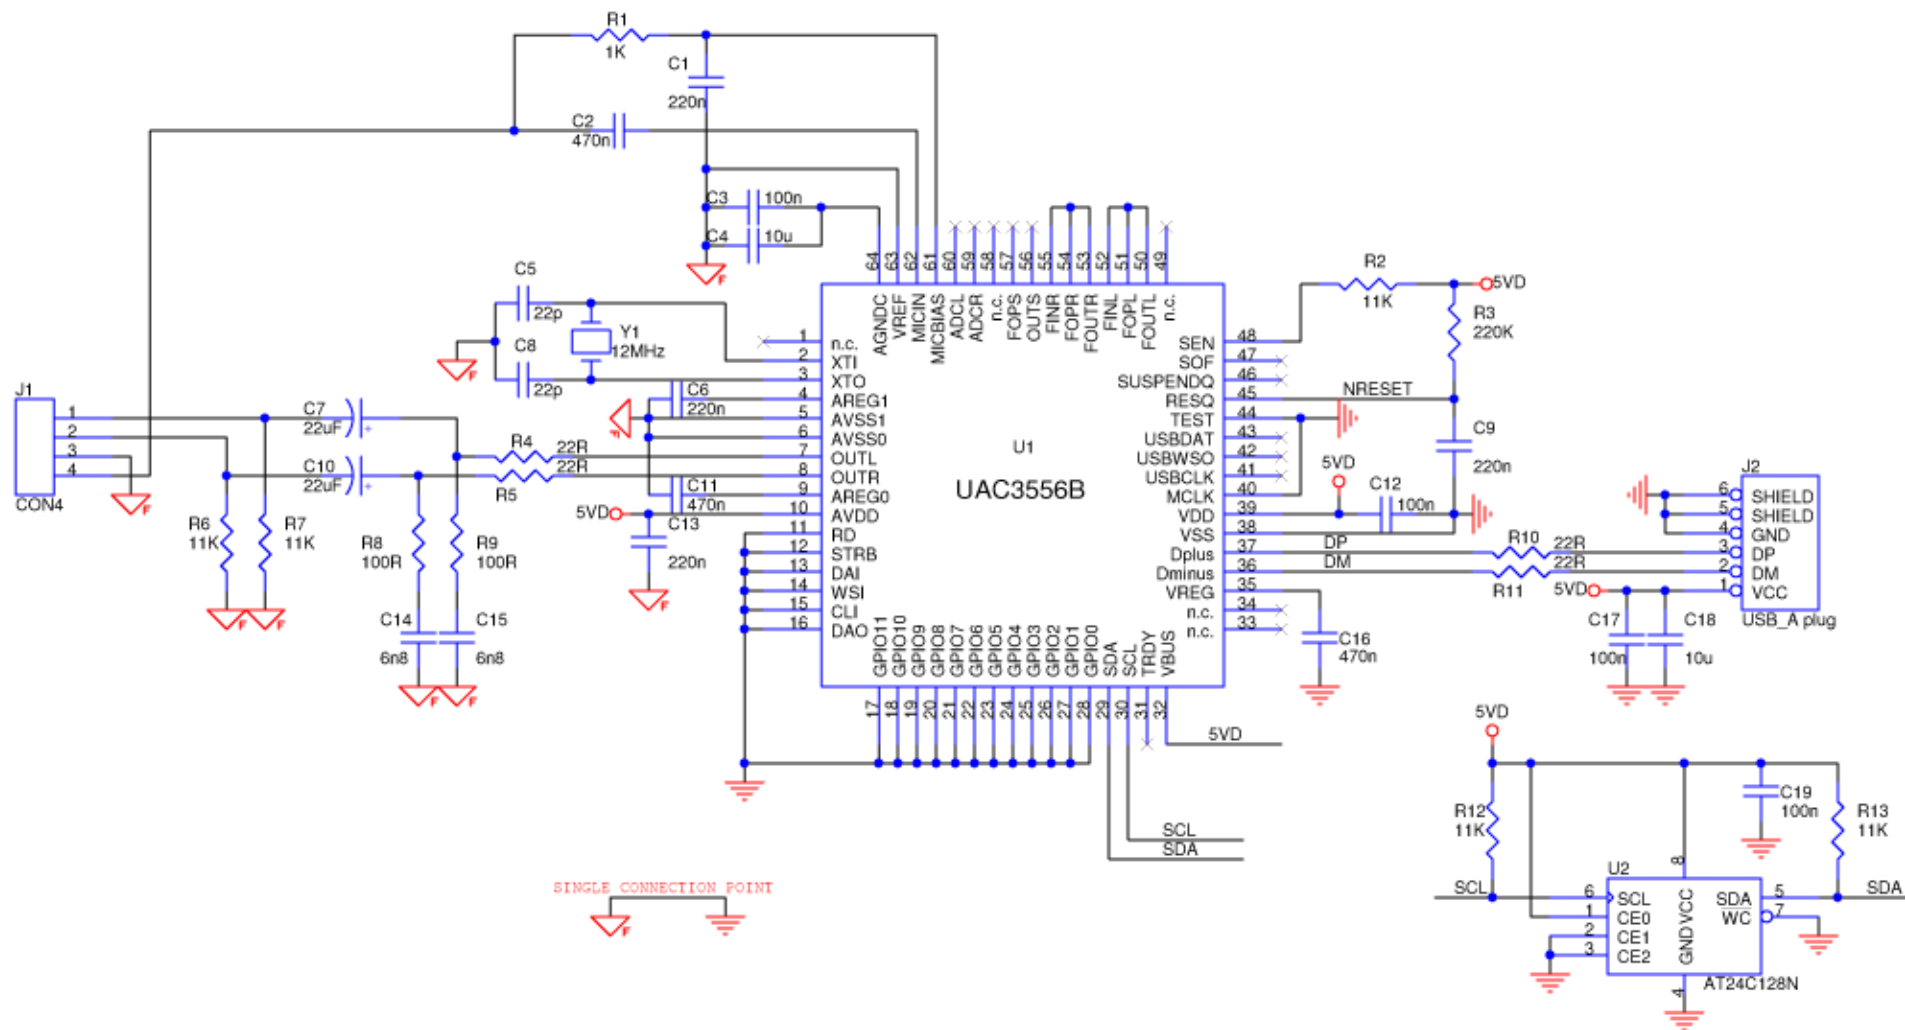 R1
1K
C1
220n
C2
470n
C3
100n
C4
10u
64
63
62
61
60
59
58
57
56
55
54
53
52
51
50
49
AGNDC
VREF
MICIN
MICBIAS
ADCL
ADCR
n.c.
FOPS
OUTS
FINR
FOPR
FOUTR
FINL
FOPL
FOUTL
n.c.
F
C5
22p
C8
22p
Y1
12MHz
F
R2
11K
5VD
R3
220K
1 n.c.
2 XTI
3 XTO
4 AREG1
5 AVSS1
6 AVSS0
7 OUTL
8 OUTR
9 AREG0
10 AVDD
11 RD
12 STRB
13 DAI
14 WSI
15 CLI
16 DAO
SEN 48
SOF 47
SUSPENDQ 46
RESQ 45
TEST 44
USBDAT 43
USBWSO 42
USBCLK 41
MCLK 40
VDD 39
VSS 38
Dplus 37
Dminus 36
VREG 35
n.c. 34
n.c. 33
U1
UAC3556B
NRESET
C9
220n
5VD
C12
100n
DP
DM
R10 22R
22R
R11
C16
470n
J1
1
2
3
4
CON4
F
C7
22uF
+
C10
22uF
+
R4
22R
22R
R5
C6
220n
F
C11
470n
5VD
C13
220n
F
R6
11K
R7
11K
R8
100R
R9
100R
F
F
C14
6n8
C15
6n8
F
F
J2
6 SHIELD
5 SHIELD
4 GND
3 DP
2 DM
1 VCC
USB_A plug
5VD
C17
100n
C18
10u
GPIO11
GPIO10
GPIO9
GPIO8
GPIO7
GPIO6
GPIO5
GPIO4
GPIO3
GPIO2
GPIO1
GPIO0
SDA
SCL
TRDY
VBUS
17
18
19
20
21
22
23
24
25
26
27
28
29
30
31
32
5VD
SCL
SDA
SINGLE CONNECTION POINT
F
5VD
R12
11K
C19
100n
R13
11K
U2
8
SCL
6 SCL
1 CE0
2 CE1
3 CE2
VCC
GND
SDA 5
WC 7
SDA
4
AT24C128N